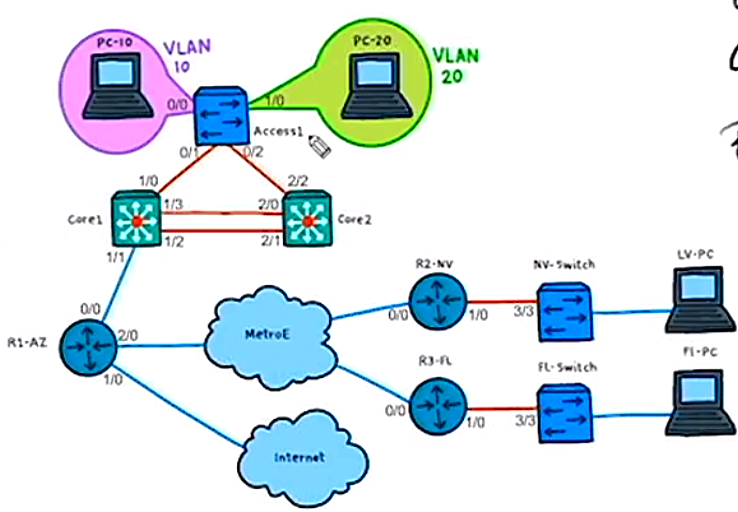 PC-10
VLAN
10
PC-20
VLAN
20
0/0
1/0
Access1
0/1
0/2
1/0
2/2
Core1
1/3
2/0
Core2
1/2
2/1
1/1
R1-AZ
0/0
2/0
1/0
MetroE
Internet
R2-NV
0/0
1/0
NV-Switch
3/3
LV-PC
R3-FL
0/0
1/0
FL-Switch
3/3
Fl-PC